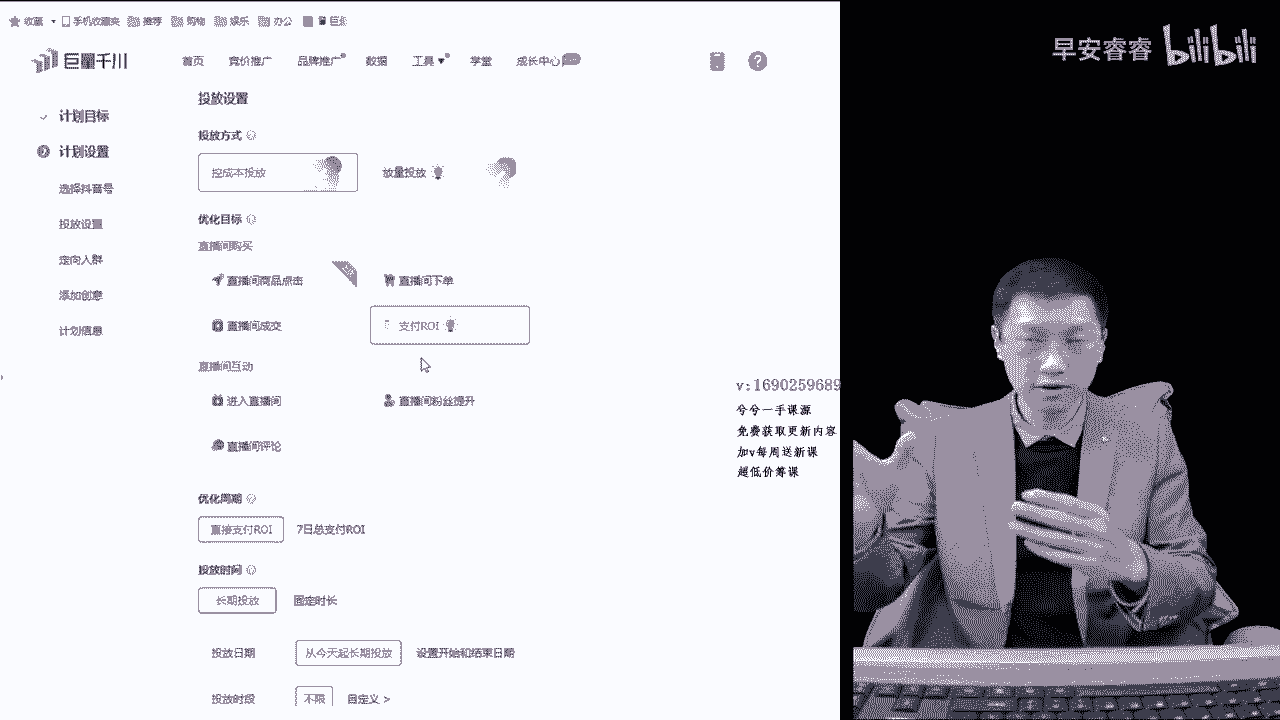 收藏 手机收藏夹 推荐 购物 娱乐 办公
巨量千川 首页 竞价推广 品牌推广 数据 工具 学堂 成长中心
早安睿睿 bilibili
计划目标
计划设置
选择抖音号
投放设置
定向人群
添加创意
计划信息
投放设置
投放方式
控成本投放 放量投放
优化目标
直播间购买
直播间商品点击 直播间下单
直播间成交 支付ROI
直播间互动
进入直播间 直播间粉丝提升
直播间评论
优化周期
直接支付ROI 7日总支付ROI
投放时间
长期投放 固定时长
投放日期 从今天起长期投放 设置开始和结束日期
投放时段 不限 自定义 >
v:1690259689
兮兮一手课源
免费获取更新内容
加v每周送新课
超低价筹课